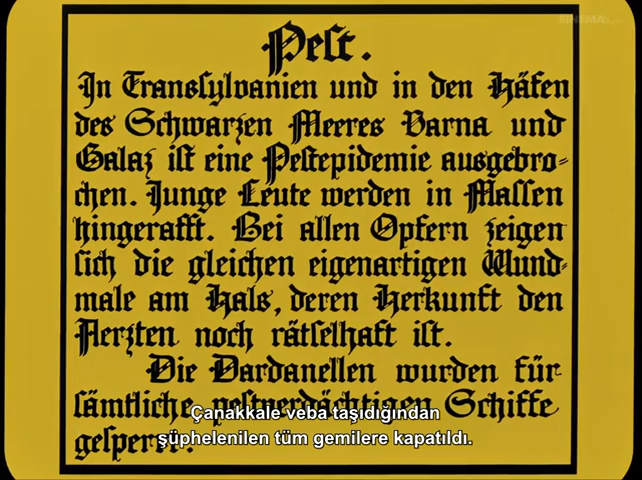 SINEMA
Pest.
In Transsylvanien und in den Häfen
des Schwarzen Meeres Varna und
Galaz ist eine Pestepidemie ausgebro-
chen. Junge Leute werden in Massen
hingerafft. Bei allen Opfern zeigen
sich die gleichen eigenartigen Wund-
male am Hals, deren Herkunft den
Aerzten noch rätselhaft ist.
Die Dardanellen wurden für
sämtliche pestverdächtigen Schiffe
gesperrt.
Çanakkale veba taşıdığından
şüphelenilen tüm gemilere kapatıldı.